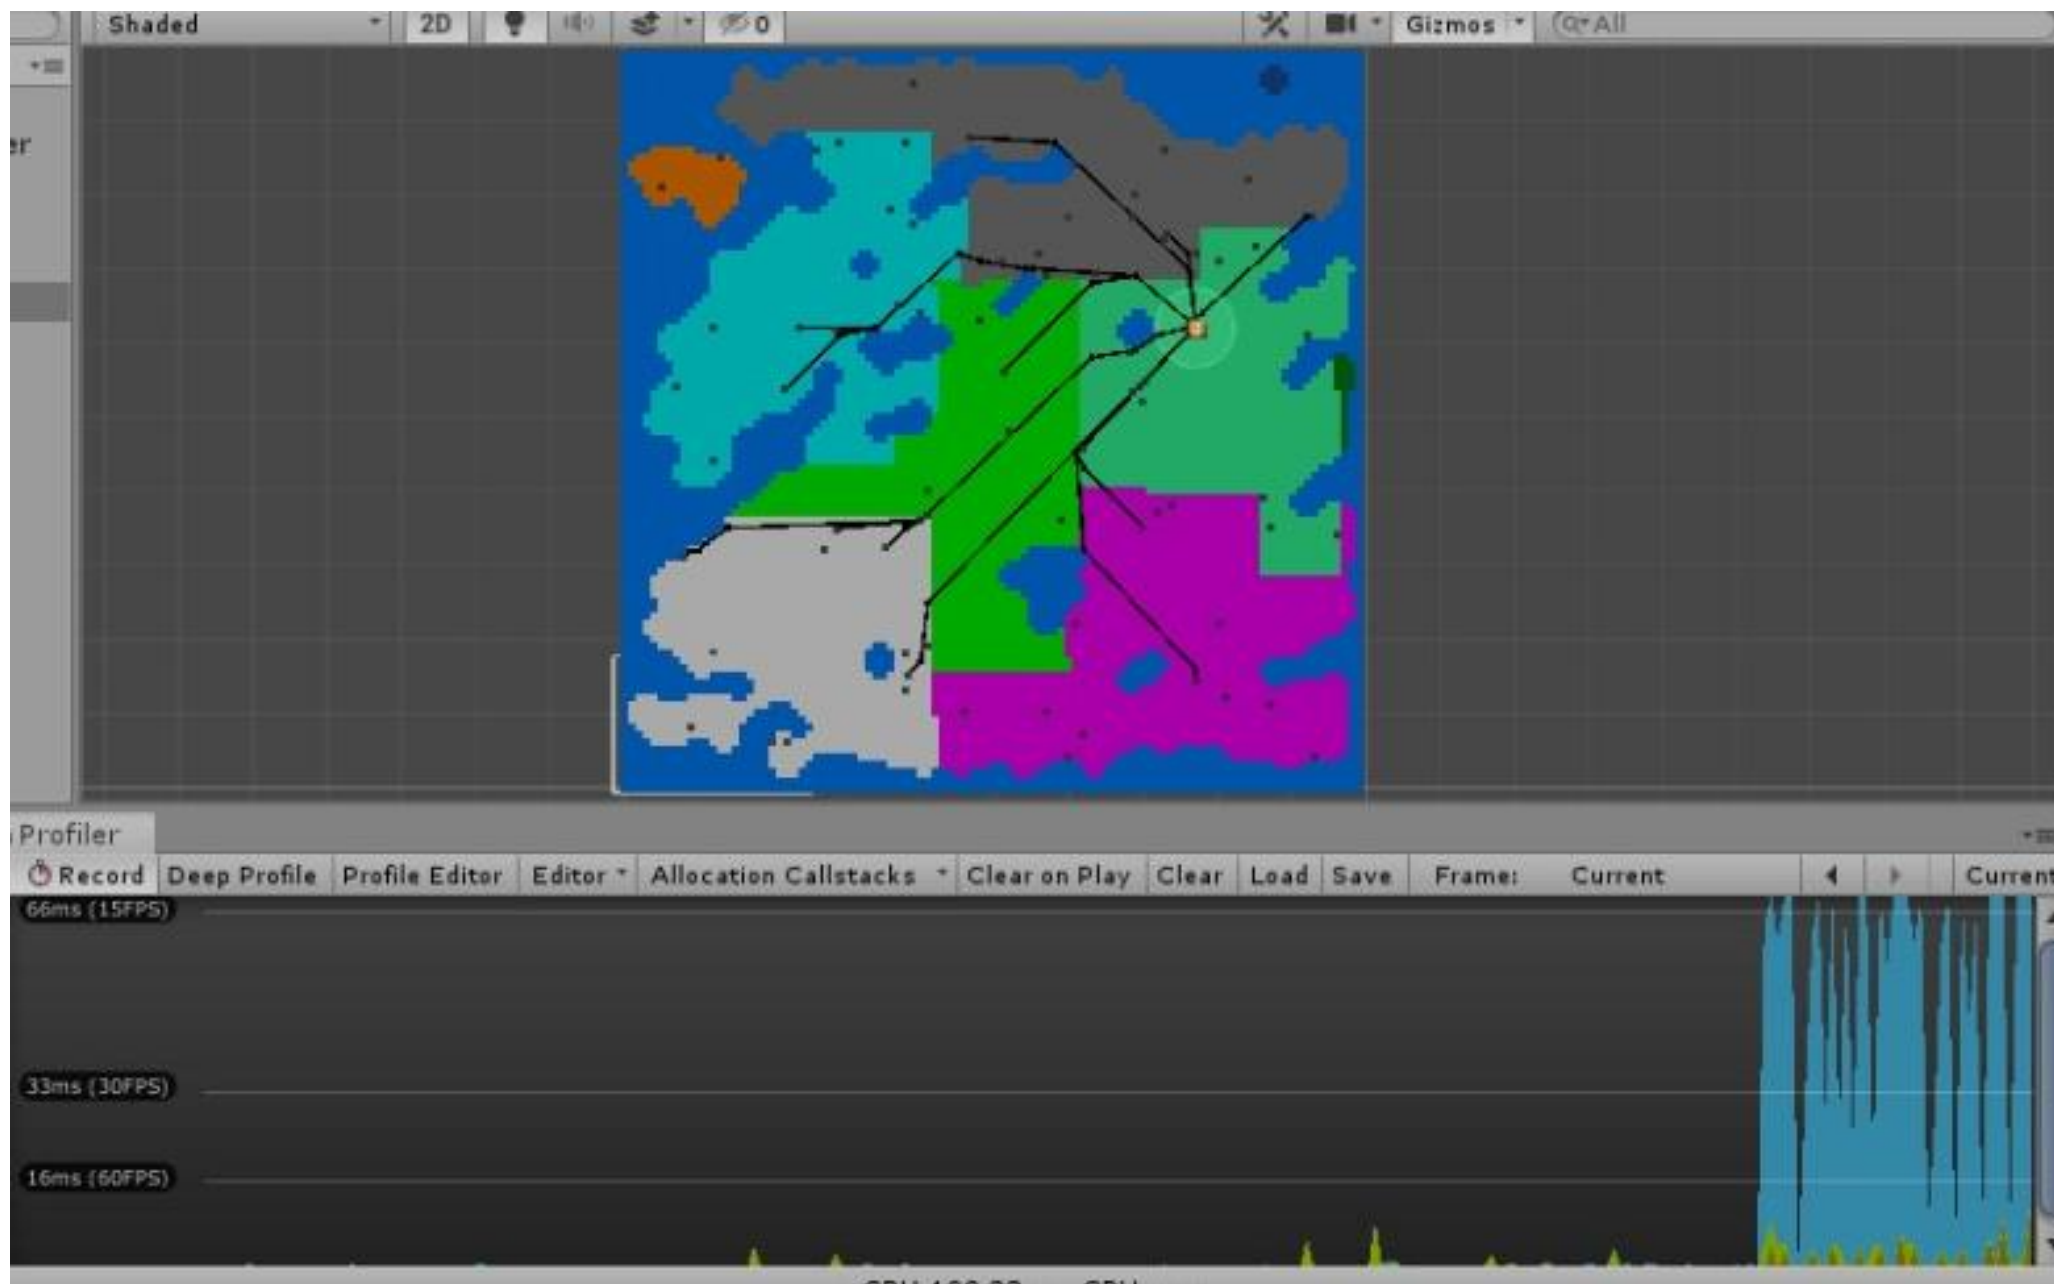 Shaded 2D 0 Gizmos All
er
Profiler
Record Deep Profile Profile Editor Editor Allocation Callstacks Clear on Play Clear Load Save Frame: Current Current
66ms (15FPS)
33ms (30FPS)
16ms (60FPS)